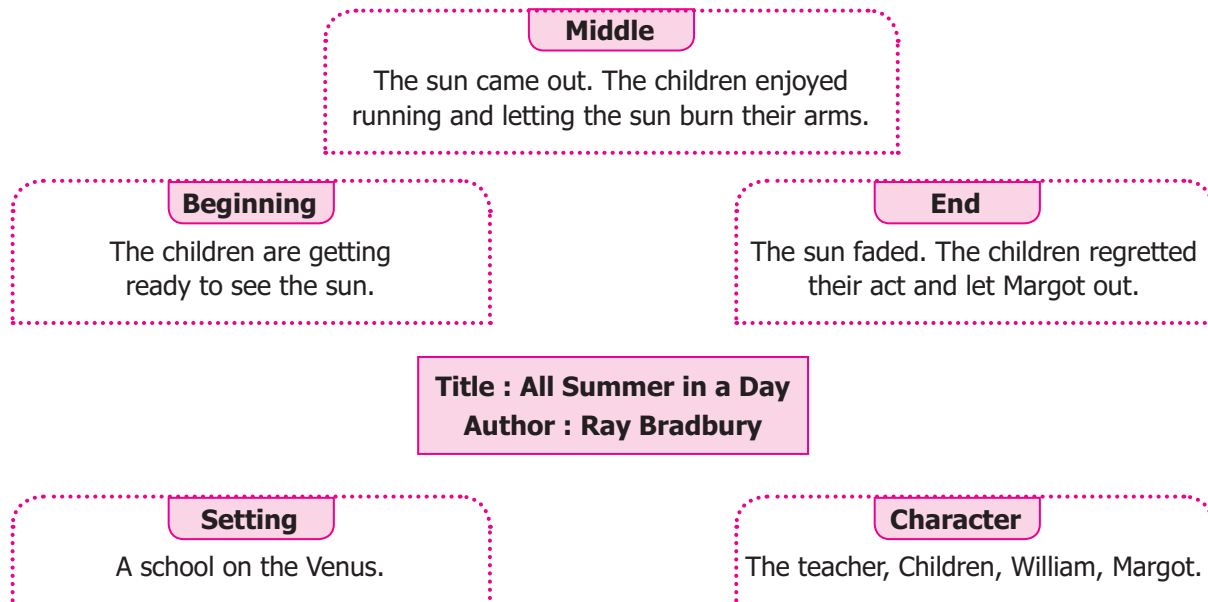 Middle
The sun came out. The children enjoyed
running and letting the sun burn their arms.
Beginning
The children are getting
ready to see the sun.
End
The sun faded. The children regretted
their act and let Margot out.
Title : All Summer in a Day
Author : Ray Bradbury
Setting
A school on the Venus.
Character
The teacher, Children, William, Margot.